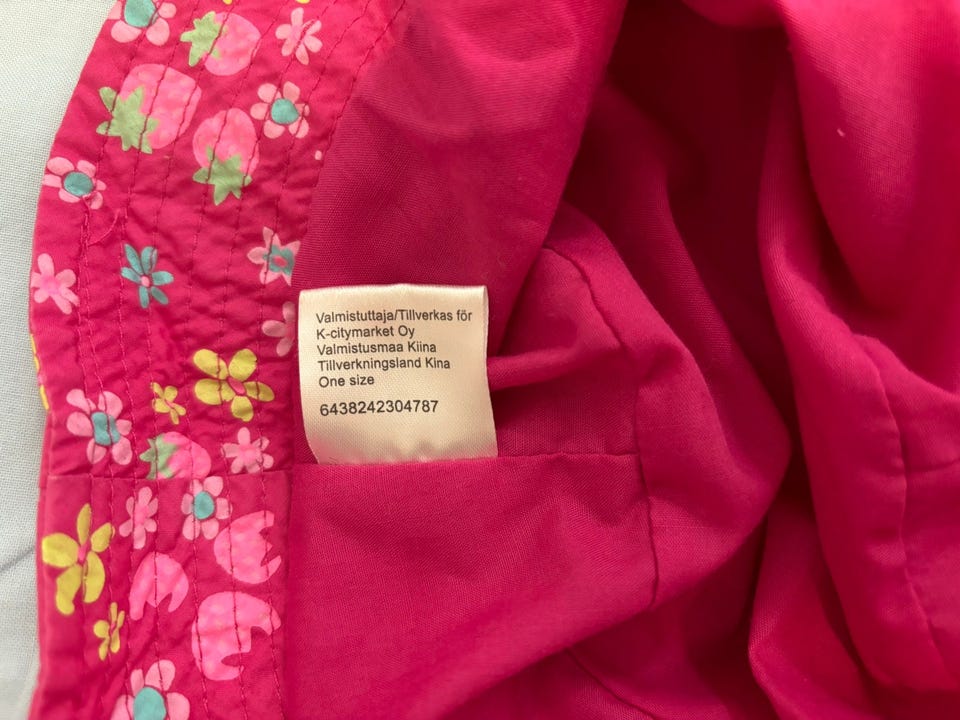 Valmistuttaja/Tillverkas för
K-citymarket Oy
Valmistusmaa Kiina
Tillverkningsland Kina
One size
6438242304787